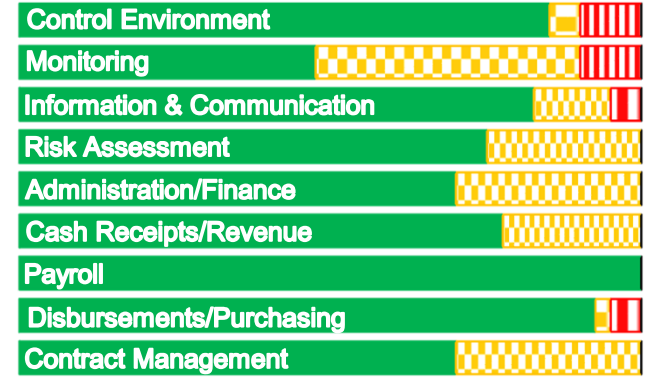 Control Environment
Monitoring
Information & Communication
Risk Assessment
Administration/Finance
Cash Receipts/Revenue
Payroll
Disbursements/Purchasing
Contract Management